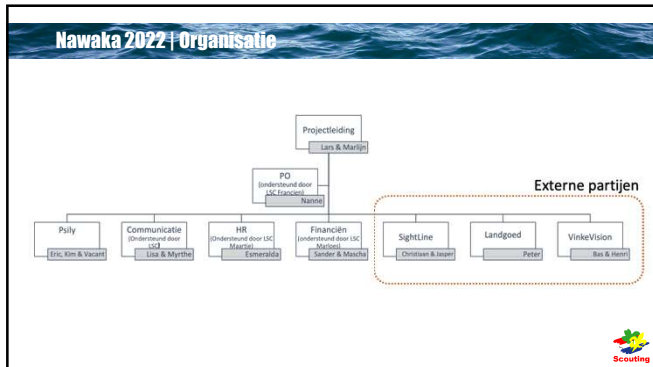 Nawaka 2022 | Organisatie
Projectleiding
Lars & Marlijn
PO
(ondersteund door
LSC Francien)
Nanne
Externe partijen
Psily
Eric, Kim & Vacant
Communicatie
(Ondersteund door
LSC)
Lisa & Myrthe
HR
(Ondersteund door LSC
Maartje)
Esmeralda
Financiën
(ondersteund door LSC
Marloes)
Sander & Mascha
SightLine
Christiaan & Jasper
Landgoed
Peter
VinkeVision
Bas & Henri
Scouting